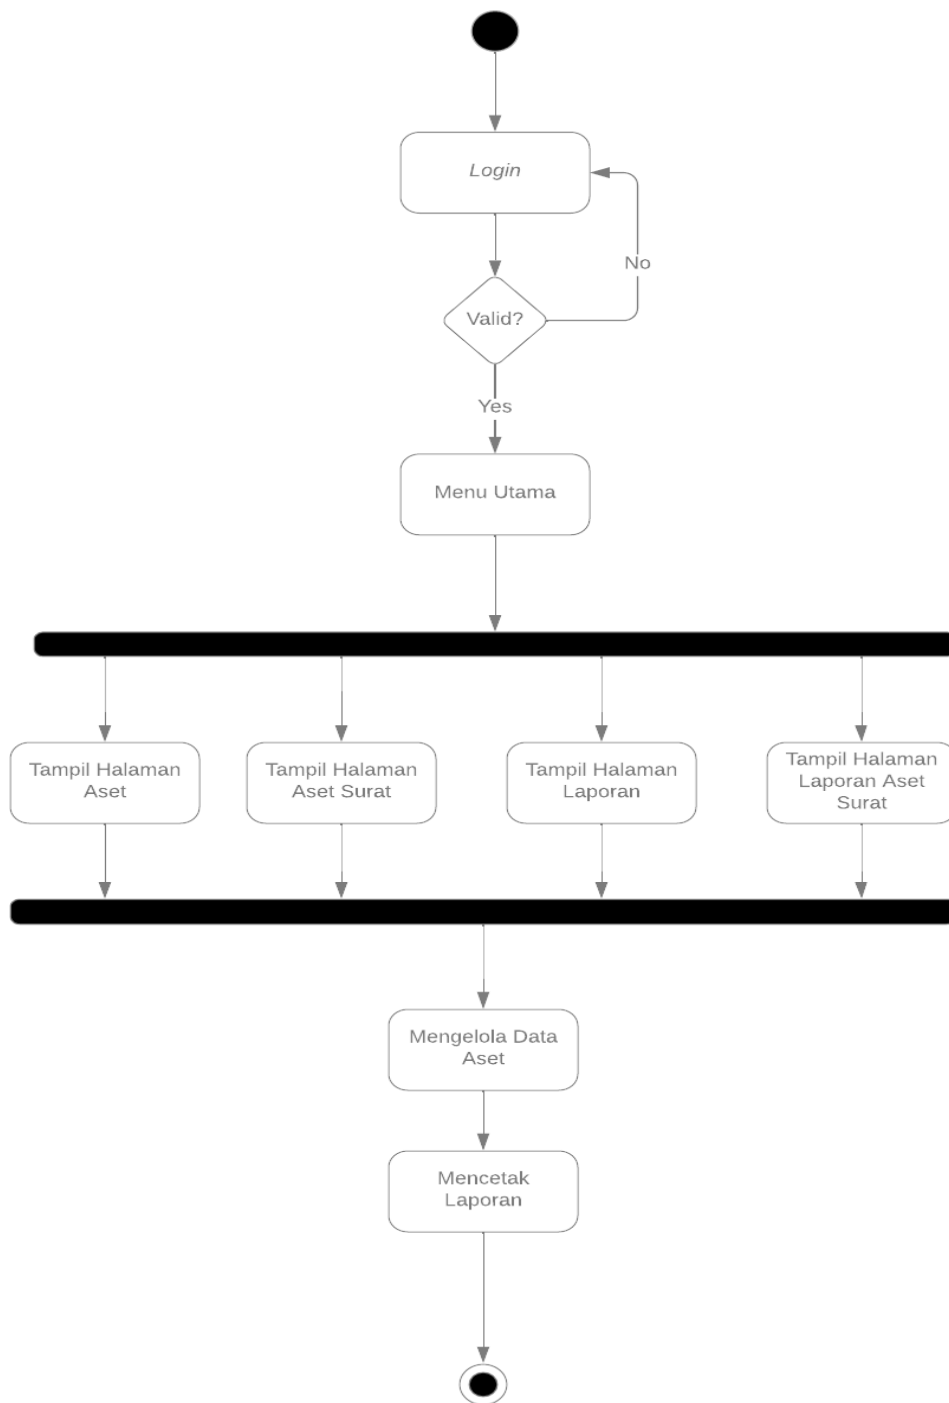 Login
No
Valid?
Yes
Menu Utama
Tampil Halaman
Aset
Tampil Halaman
Aset Surat
Tampil Halaman
Laporan
Tampil Halaman
Laporan Aset
Surat
Mengelola Data
Aset
Mencetak
Laporan